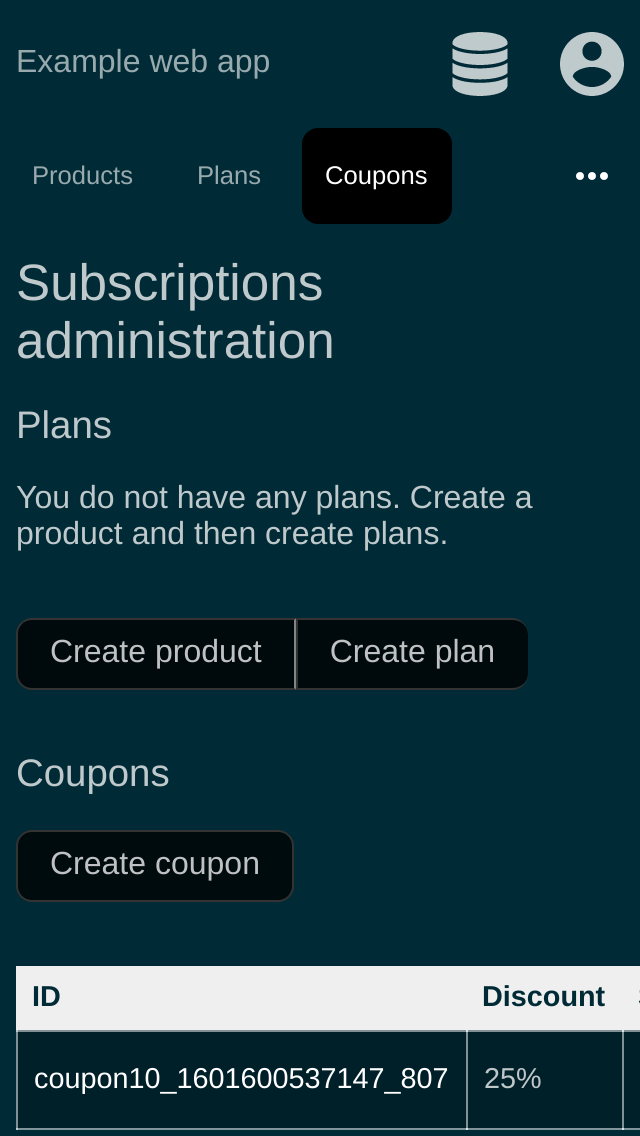 Example web app
Products Plans Coupons
Subscriptions
administration
Plans
You do not have any plans. Create a
product and then create plans.
Create product Create plan
Coupons
Create coupon
ID Discount
coupon10_1601600537147_807 25%